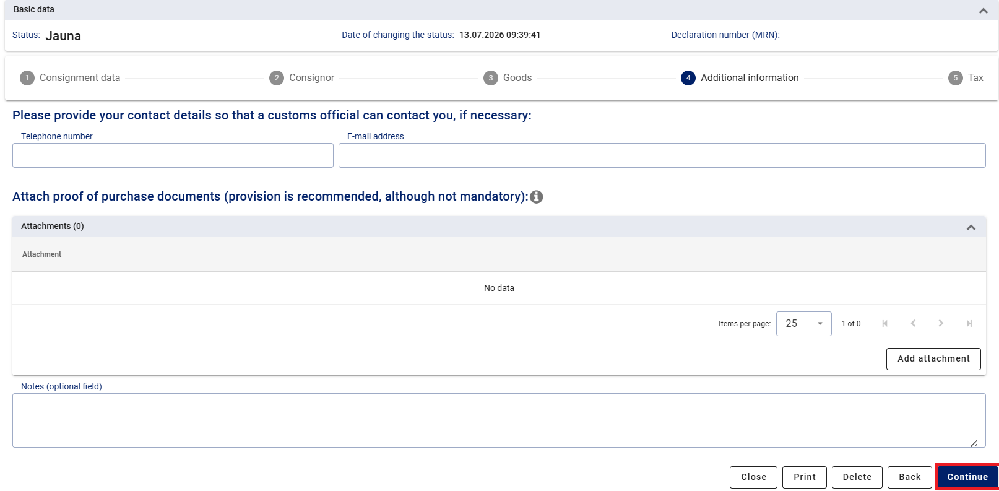 Basic data
Status: Jauna Date of changing the status: 13.07.2026 09:39:41 Declaration number (MRN):
1 Consignment data 2 Consignor 3 Goods 4 Additional information 5 Tax
Please provide your contact details so that a customs official can contact you, if necessary:
Telephone number E-mail address
Attach proof of purchase documents (provision is recommended, although not mandatory):
Attachments (0)
Attachment
No data
Items per page: 25 1 of 0
Add attachment
Notes (optional field)
Close Print Delete Back Continue